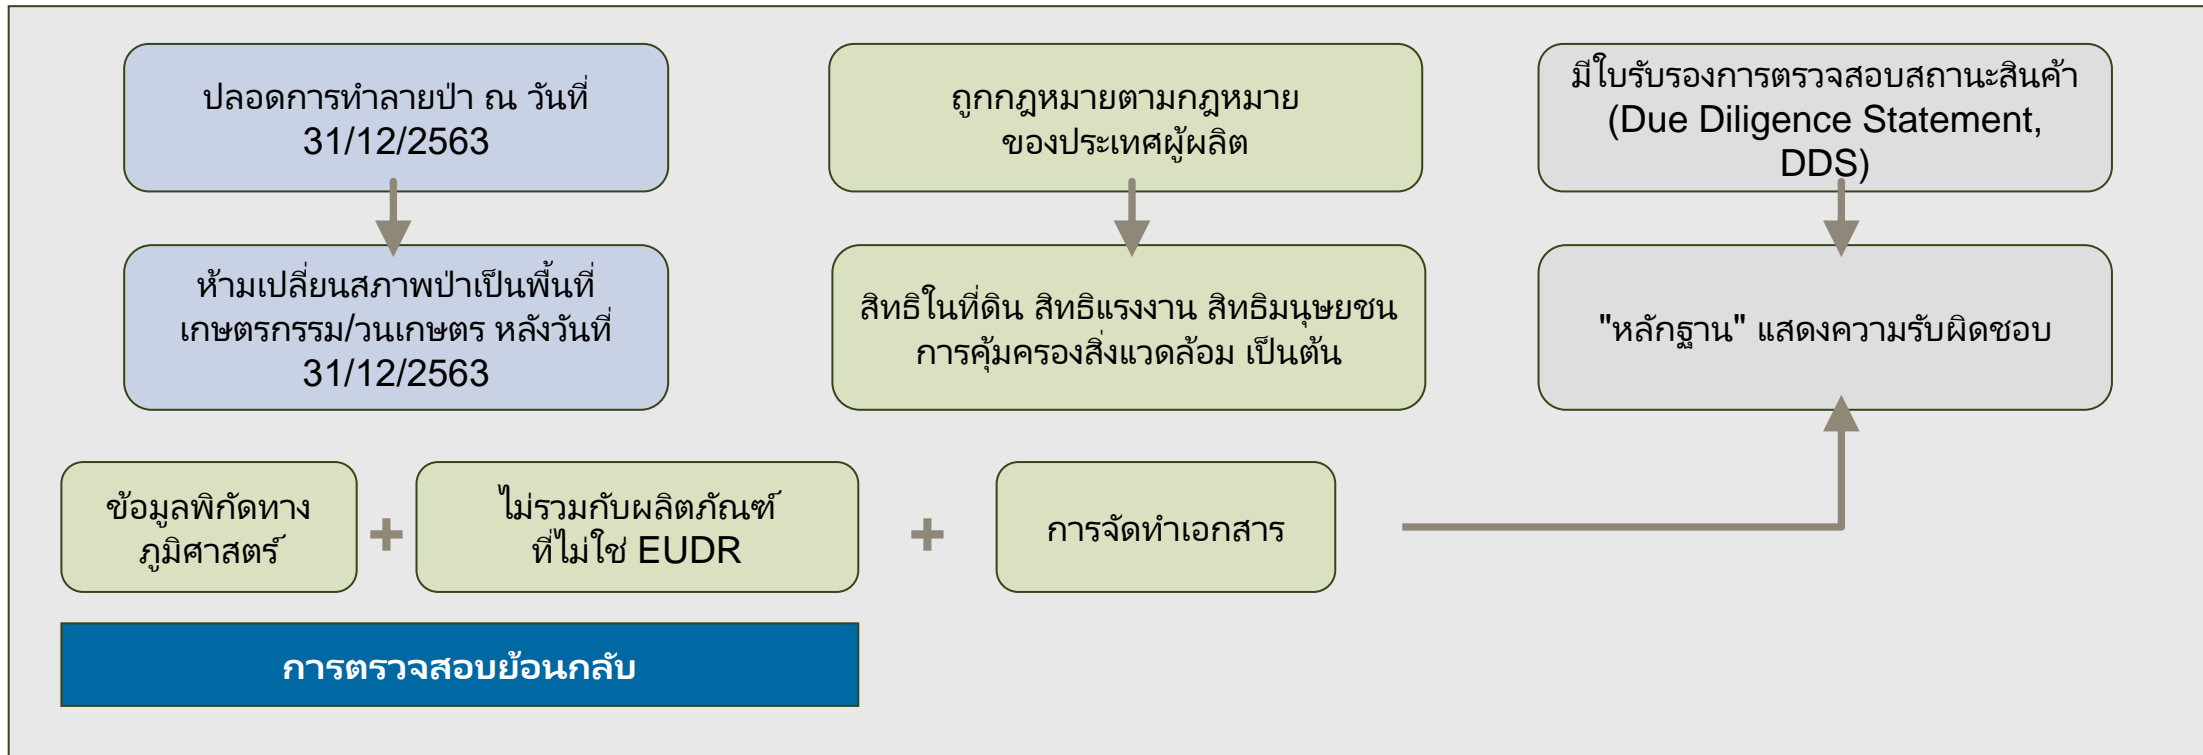 ปลอดการทำลายป่า ณ วันที่
31/12/2563
ถูกกฎหมายตามกฎหมาย
ของประเทศผู้ผลิต
มีใบรับรองการตรวจสอบสถานะสินค้า
(Due Diligence Statement,
DDS)
ห้ามเปลี่ยนสภาพป่าเป็นพื้นที่
เกษตรกรรม/วนเกษตร หลังวันที่
31/12/2563
สิทธิในที่ดิน สิทธิแรงงาน สิทธิมนุษยชน
การคุ้มครองสิ่งแวดล้อม เป็นต้น
"หลักฐาน" แสดงความรับผิดชอบ
ข้อมูลพิกัดทาง
ภูมิศาสตร์
+
ไม่รวมกับผลิตภัณฑ์
ที่ไม่ใช่ EUDR
+
การจัดทำเอกสาร
การตรวจสอบย้อนกลับ